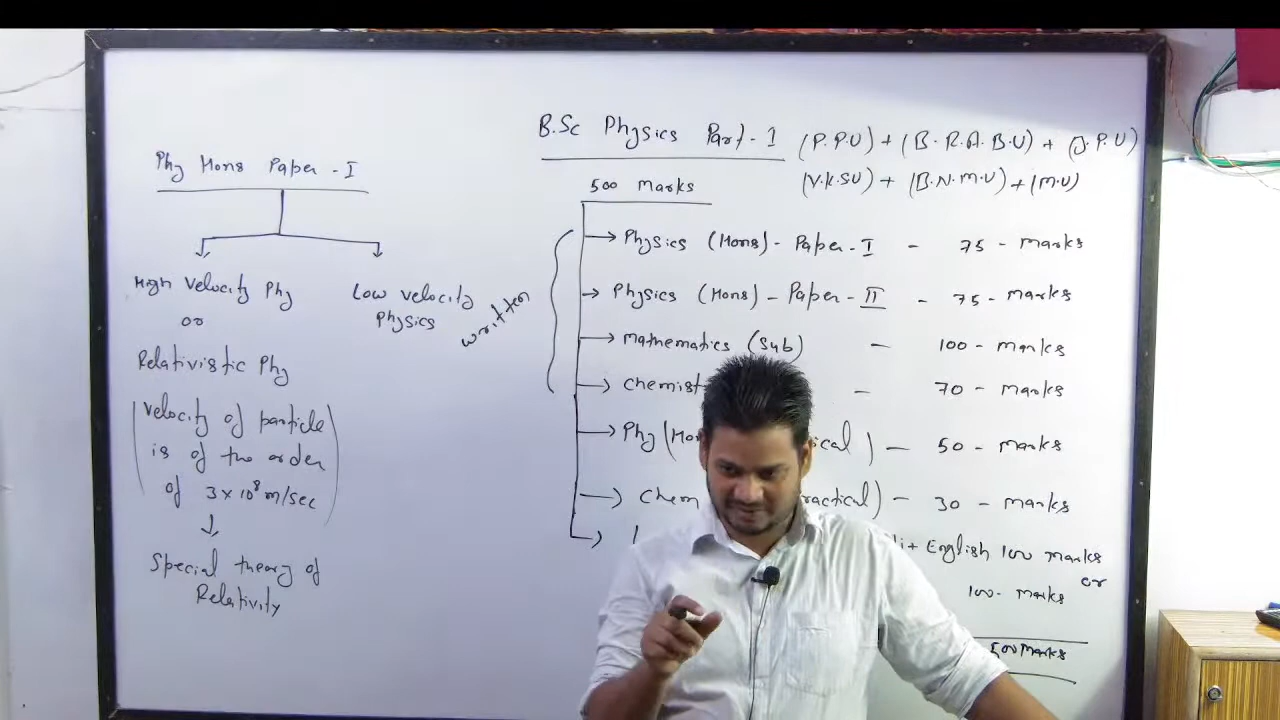 Phy Hons Paper - I
High Velocity Phy
or
Relativistic Phy
(Velocity of particle
is of the order
of 3 × 10⁸ m/sec)
Special theory of
Relativity
Low velocity
Physics
B.Sc Physics Part - I (P.P.U) + (B.R.A.B.U) + (J.P.U)
(V.K.SU) + (B.N.M.U) + (M.U)
500 Marks
written
Physics (Hons) - Paper - I - 75 - Marks
Physics (Hons) - Paper - II - 75 - Marks
Mathematics (Sub) - 100 - Marks
Chemist - 70 - Marks
Phy (Hon ical) - 50 - Marks
Chem ractical) - 30 - Marks
i + English 100 Marks
or
100 - Marks
500 Marks